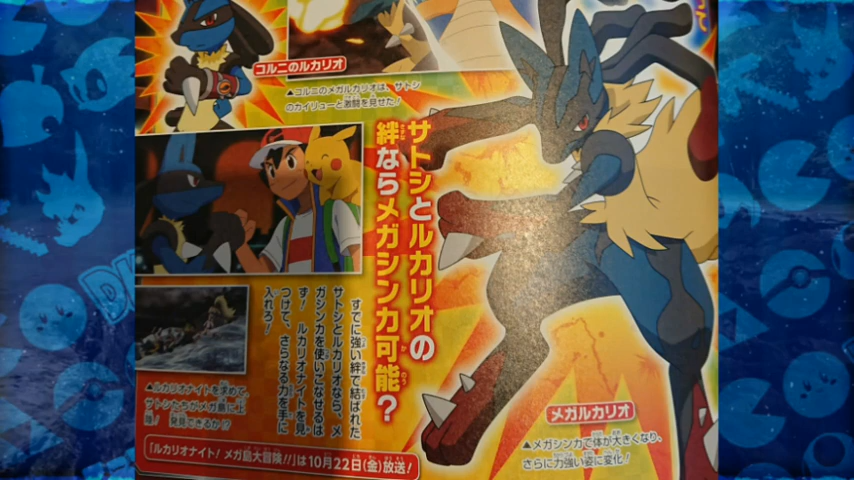 コルニのルカリオ
▲コルニのメガルカリオは、サトシ
のカイリューと激闘を見せた！
サトシとルカリオの
絆ならメガシンカ可能？
すでに強い絆で結ばれた
サトシとルカリオなら、メ
ガシンカを使いこなせるは
ず！ ルカリオナイトを見
つけて、さらなる力を手に
入れろ！
▲ルカリオナイトを求めて、
サトシたちがメガ島に上
陸！ 発見できるか!?
「ルカリオナイト！メガ島大冒険!!」は10月22日(金)放送！
メガルカリオ
▲メガシンカで体が大きくなり、
さらに力強い姿に変化！